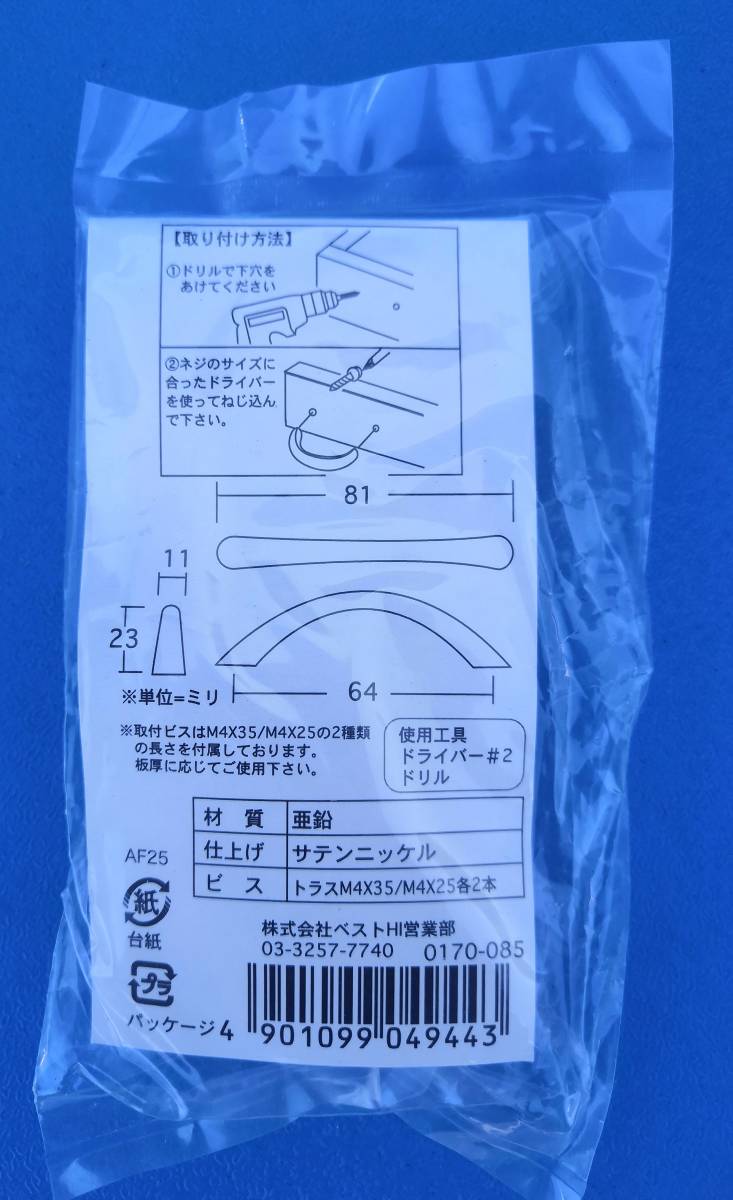 【取り付け方法】
①ドリルで下穴を
あけてください
②ネジのサイズに
合ったドライバー
を使ってねじ込ん
で下さい。
81
11
23
64
※単位=ミリ
※取付ビスはM4X35/M4X25の2種類
の長さを付属しております。
板厚に応じてご使用下さい。
使用工具
ドライバー#2
ドリル
材 質 亜鉛
仕上げ サテンニッケル
ビ ス トラスM4X35/M4X25各2本
AF25
紙
台紙
プラ
パッケージ
株式会社ベストHI営業部
03-3257-7740 0170-085
4 901099 049443